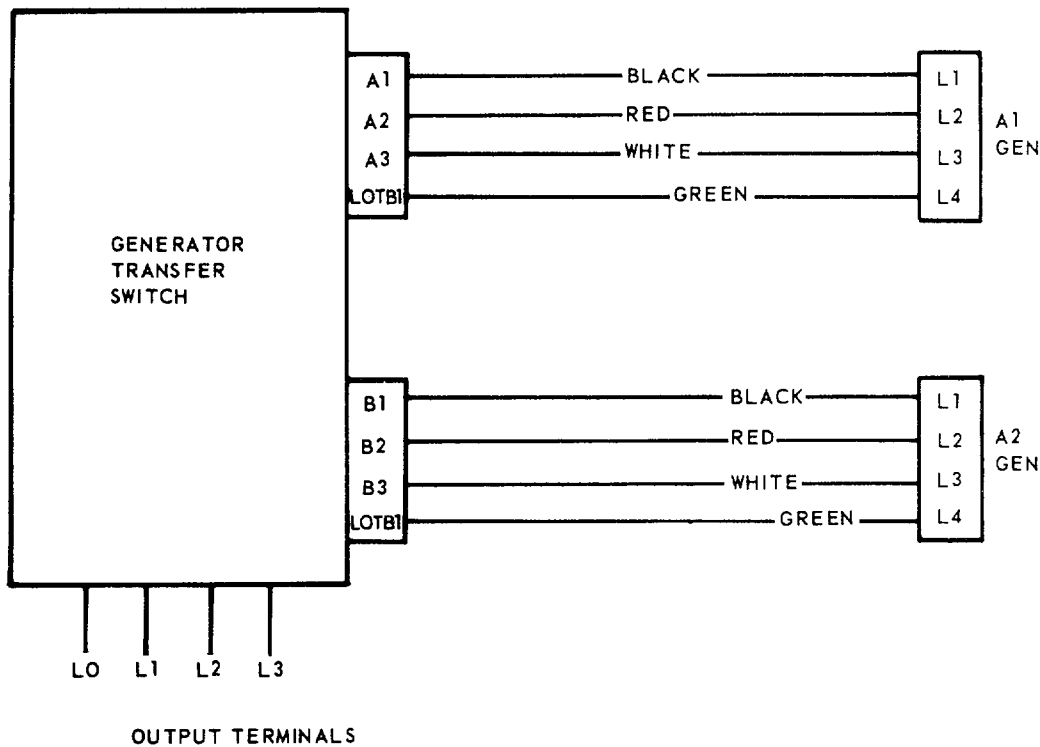 GENERATOR
TRANSFER
SWITCH
A1
A2
A3
LOTB1
BLACK
RED
WHITE
GREEN
L1
L2
L3
L4
A1
GEN
B1
B2
B3
LOTB1
BLACK
RED
WHITE
GREEN
L1
L2
L3
L4
A2
GEN
LO L1 L2 L3
OUTPUT TERMINALS